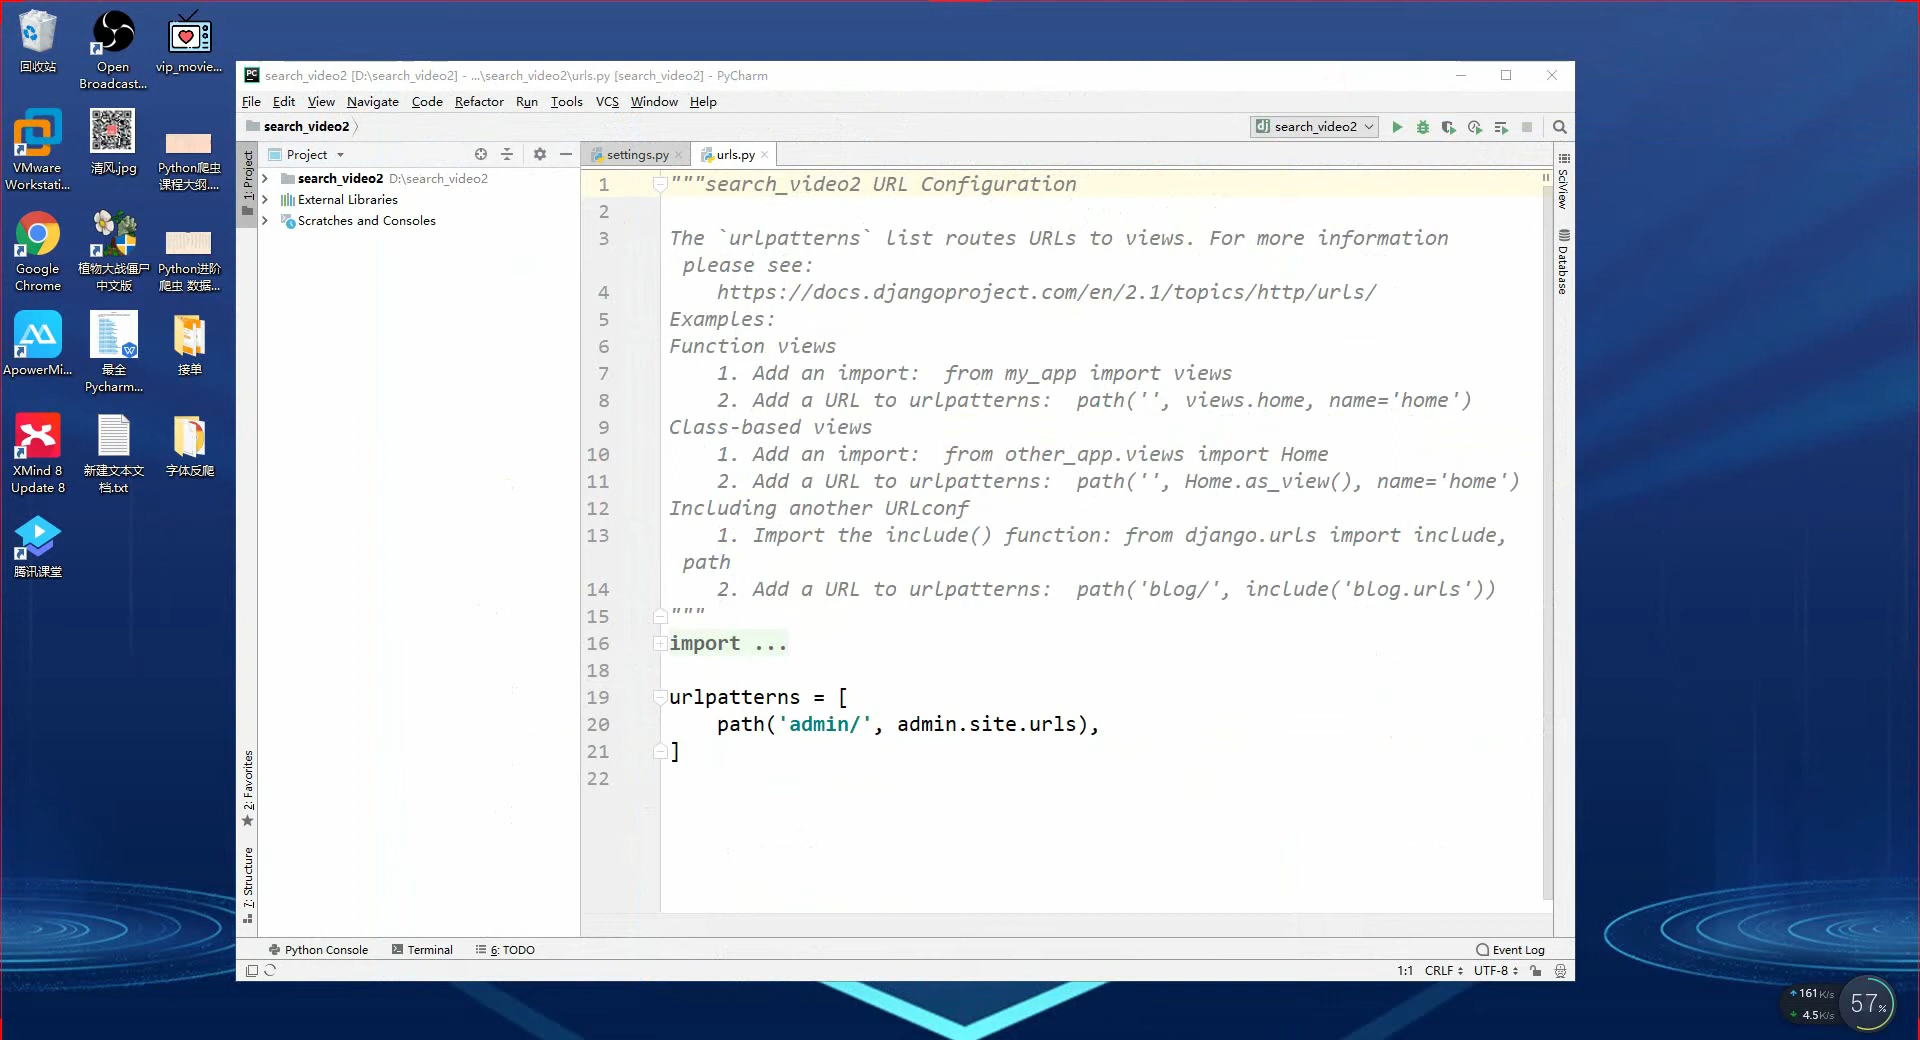 回收站
Open
Broadcast...
vip_movie...
VMware
Workstati...
清风.jpg
Python爬虫
课程大纲....
Google
Chrome
植物大战僵尸
中文版
Python进阶
爬虫 数据...
ApowerMi...
最全
Pycharm...
接单
XMind 8
Update 8
新建文本文
档.txt
字体反爬
腾讯课堂
PC
search_video2 [D:\search_video2] - ...\search_video2\urls.py [search_video2] - PyCharm
File Edit View Navigate Code Refactor Run Tools VCS Window Help
search_video2
dj search_video2
1: Project
Project
settings.py
urls.py
search_video2 D:\search_video2
External Libraries
Scratches and Consoles
1 """search_video2 URL Configuration
2
3 The `urlpatterns` list routes URLs to views. For more information
please see:
4 https://docs.djangoproject.com/en/2.1/topics/http/urls/
5 Examples:
6 Function views
7 1. Add an import:  from my_app import views
8 2. Add a URL to urlpatterns:  path('', views.home, name='home')
9 Class-based views
10 1. Add an import:  from other_app.views import Home
11 2. Add a URL to urlpatterns:  path('', Home.as_view(), name='home')
12 Including another URLconf
13 1. Import the include() function: from django.urls import include,
path
14 2. Add a URL to urlpatterns:  path('blog/', include('blog.urls'))
15 """
16 import ...
18
19 urlpatterns = [
20 path('admin/', admin.site.urls),
21 ]
22
SciView
Database
2: Favorites
7: Structure
Python Console
Terminal
6: TODO
Event Log
1:1 CRLF UTF-8
161 K/s
4.5 K/s
57%